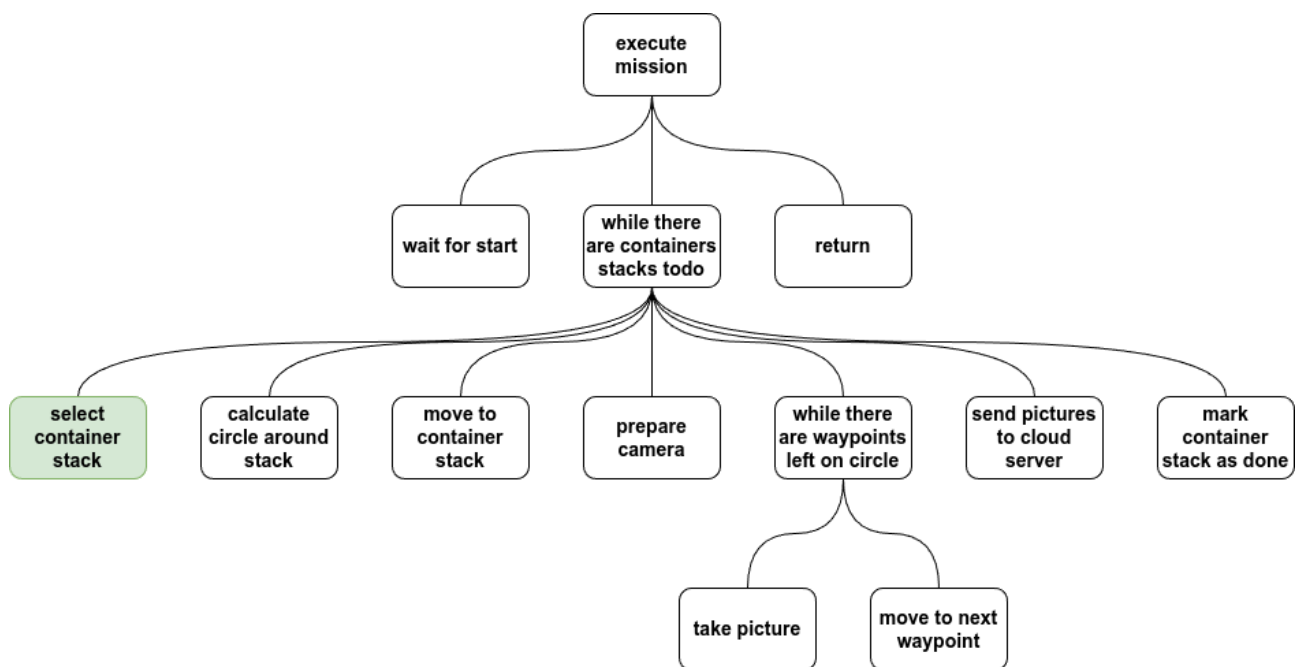 execute
mission
wait for start
while there
are containers
stacks todo
return
select
container
stack
calculate
circle around
stack
move to
container
stack
prepare
camera
while there
are waypoints
left on circle
send pictures
to cloud
server
mark
container
stack as done
take picture
move to next
waypoint